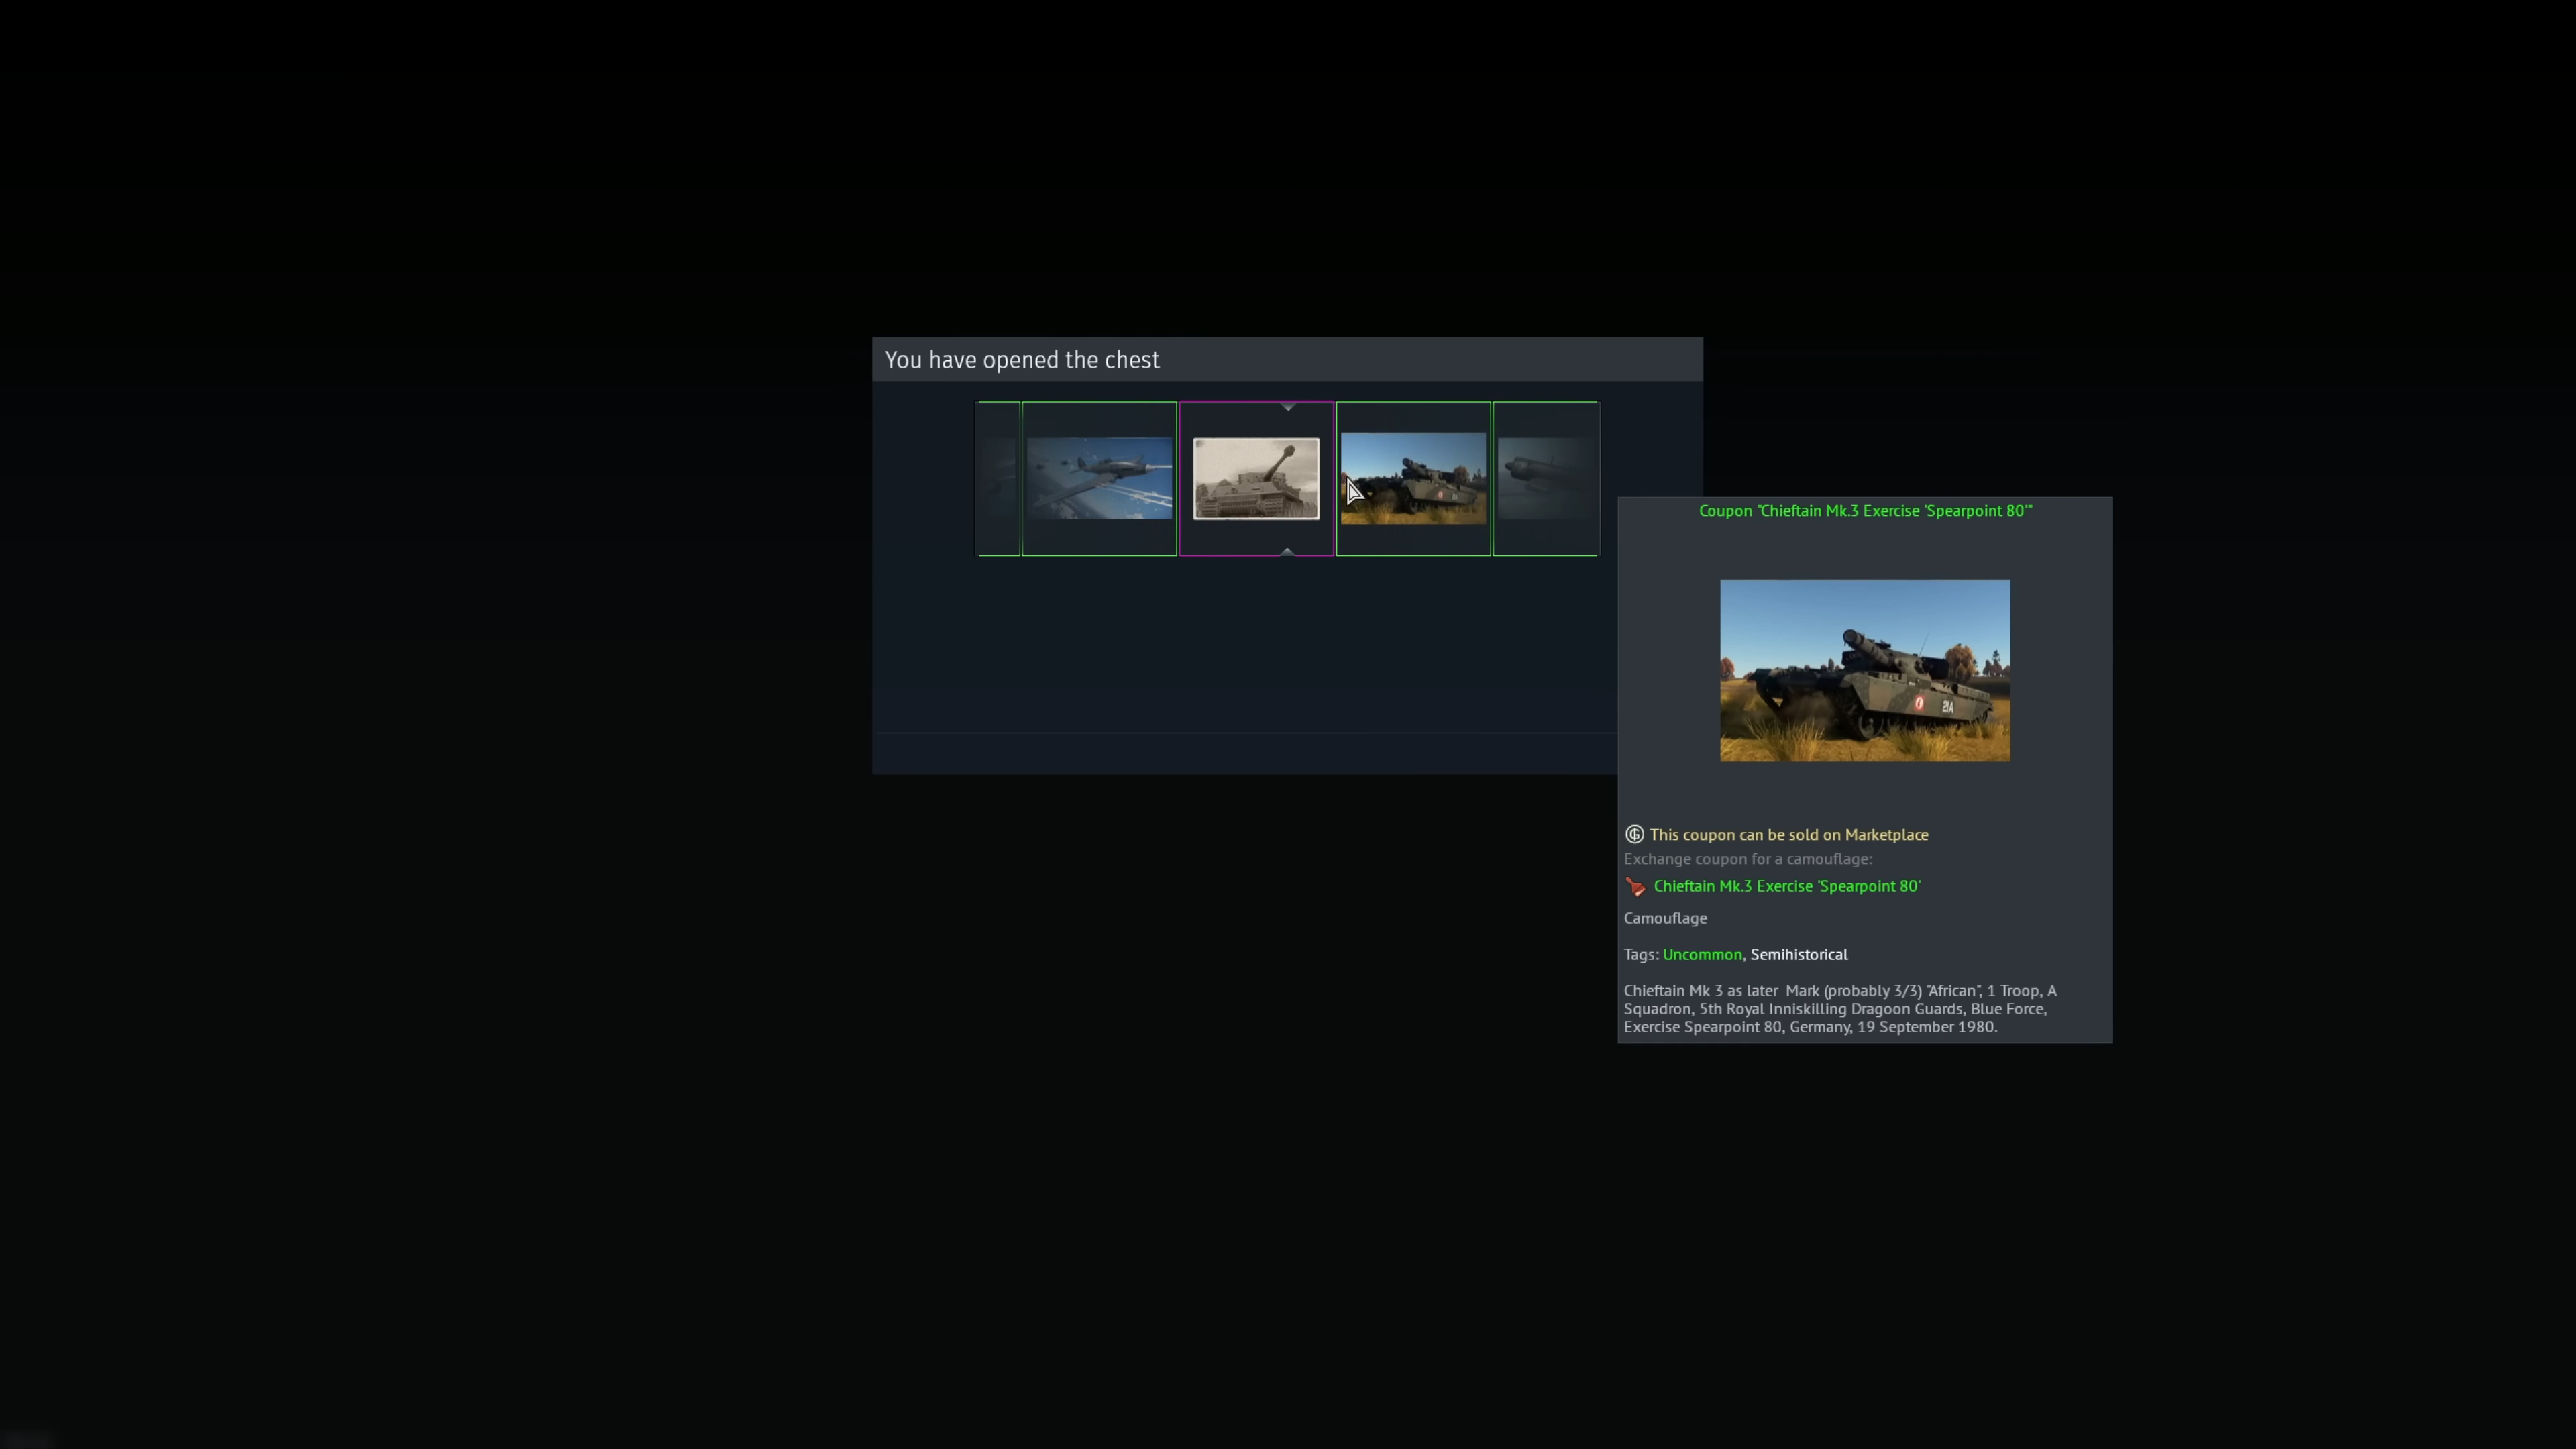 You have opened the chest
Coupon "Chieftain Mk.3 Exercise 'Spearpoint 80'"
21A
This coupon can be sold on Marketplace
Exchange coupon for a camouflage:
Chieftain Mk.3 Exercise 'Spearpoint 80'
Camouflage
Tags: Uncommon, Semihistorical
Chieftain Mk 3 as later Mark (probably 3/3) "African", 1 Troop, A
Squadron, 5th Royal Inniskilling Dragoon Guards, Blue Force,
Exercise Spearpoint 80, Germany, 19 September 1980.